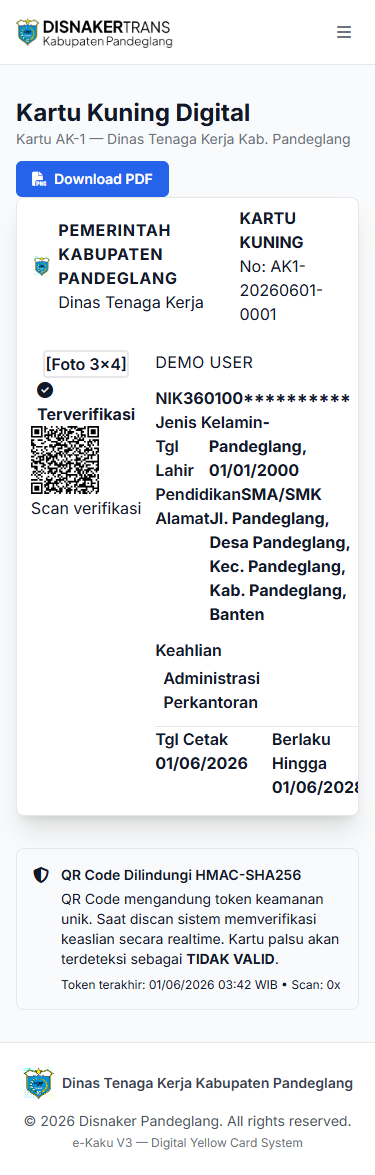 DISNAKERTRANS
Kabupaten Pandeglang
Kartu Kuning Digital
Kartu AK-1 — Dinas Tenaga Kerja Kab. Pandeglang
Download PDF
PEMERINTAH
KABUPATEN
PANDEGLANG
Dinas Tenaga Kerja
KARTU
KUNING
No: AK1-
20260601-
0001
[Foto 3×4]
Terverifikasi
Scan verifikasi
DEMO USER
NIK360100**********
Jenis Kelamin-
Tgl Lahir Pandeglang, 01/01/2000
PendidikanSMA/SMK
AlamatJl. Pandeglang,
Desa Pandeglang,
Kec. Pandeglang,
Kab. Pandeglang,
Banten
Keahlian
Administrasi
Perkantoran
Tgl Cetak
01/06/2026
Berlaku
Hingga
01/06/2028
QR Code Dilindungi HMAC-SHA256
QR Code mengandung token keamanan
unik. Saat discan sistem memverifikasi
keaslian secara realtime. Kartu palsu akan
terdeteksi sebagai TIDAK VALID.
Token terakhir: 01/06/2026 03:42 WIB • Scan: 0x
Dinas Tenaga Kerja Kabupaten Pandeglang
© 2026 Disnaker Pandeglang. All rights reserved.
e-Kaku V3 — Digital Yellow Card System